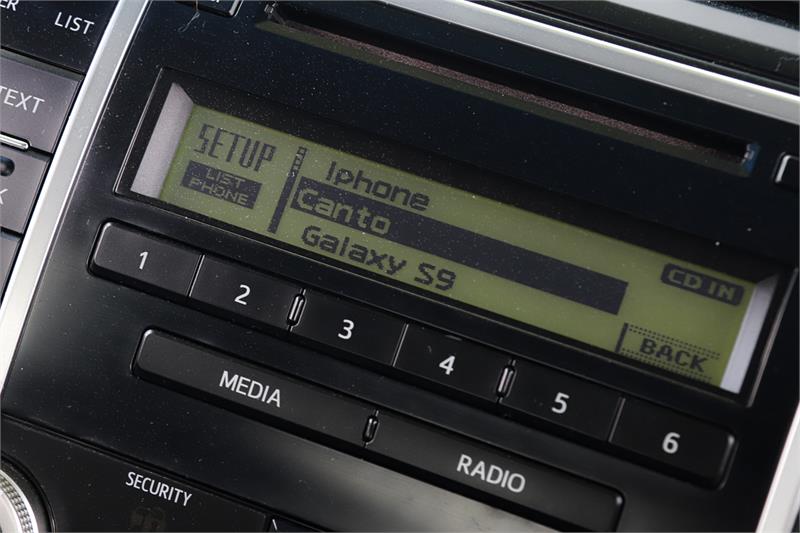 LIST
TEXT
SETUP
LIST
PHONE
Iphone
Canto
Galaxy S9
CD IN
BACK
1
2
3
4
5
6
MEDIA
RADIO
SECURITY